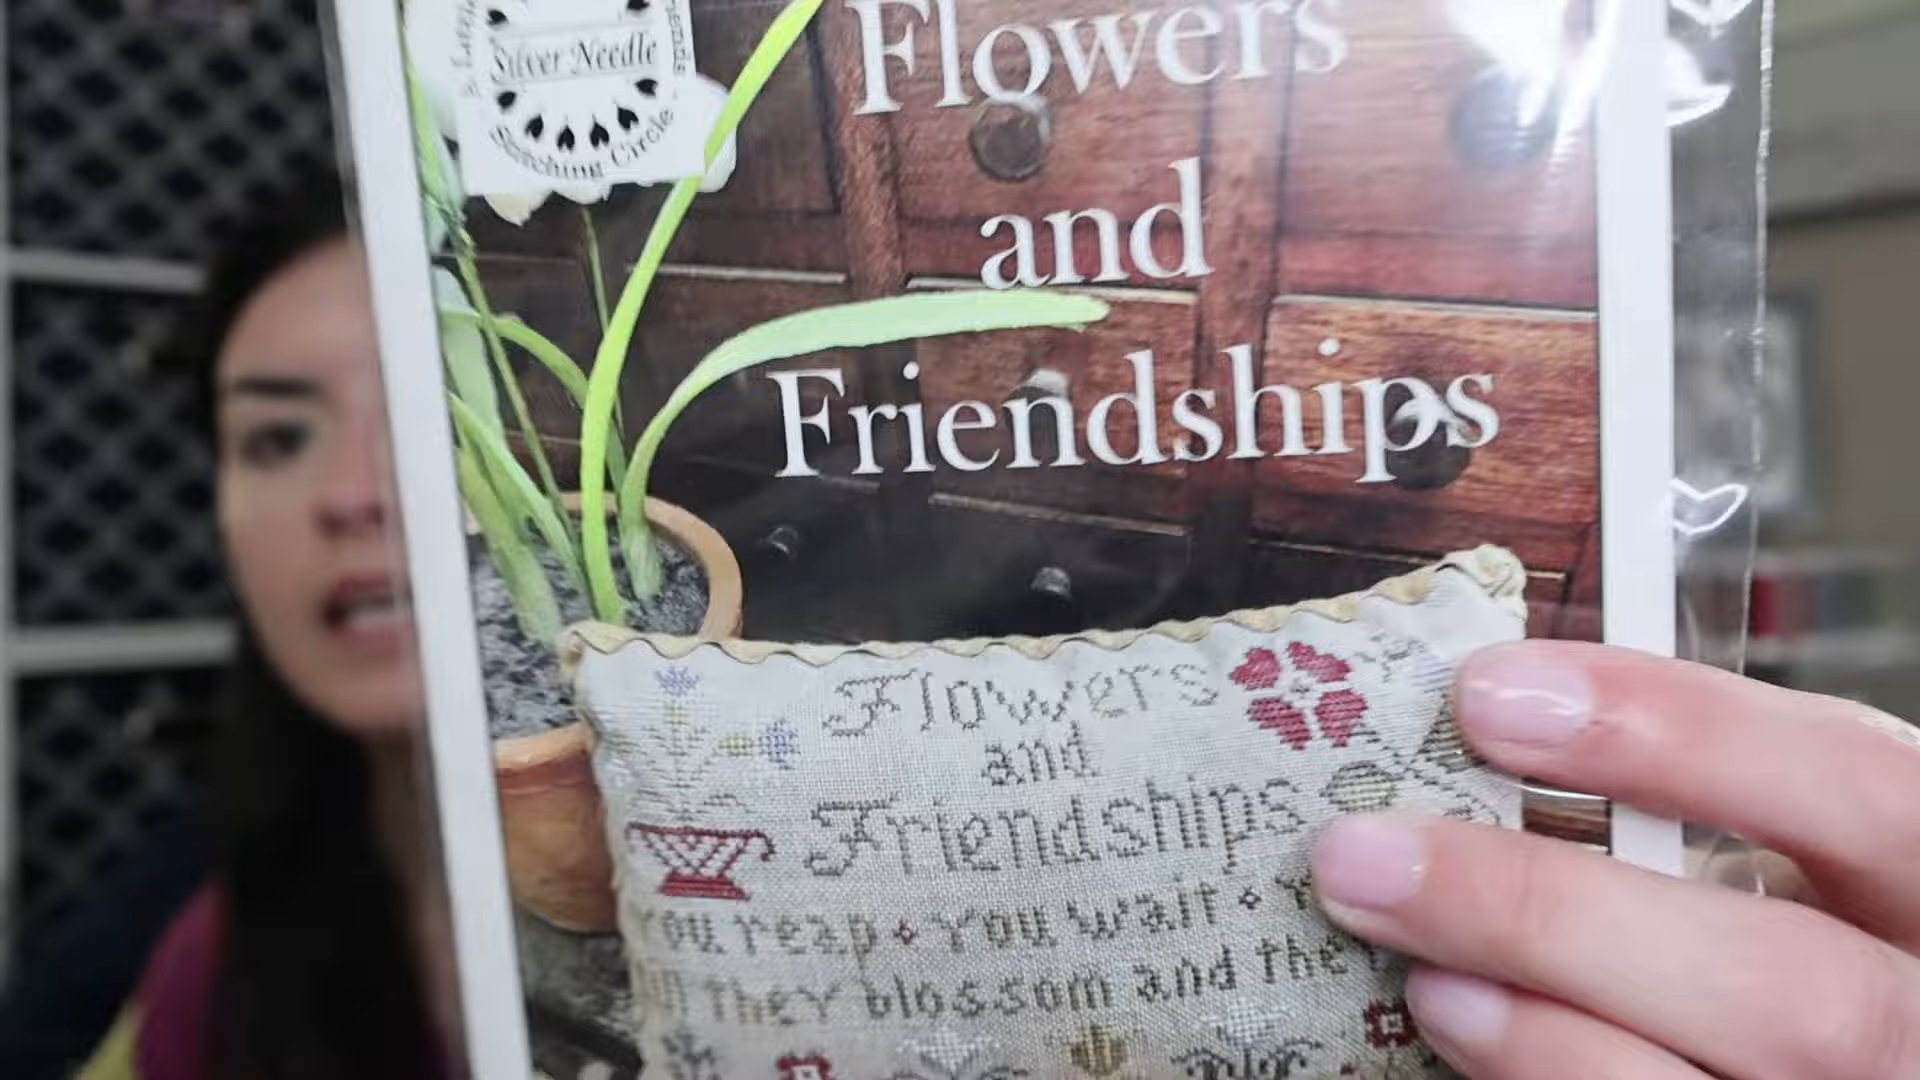 Silver Needle
Stitching Circle
Flowers
and
Friendships
Flowers
and
Friendships
you reap You wait
they blossom and the